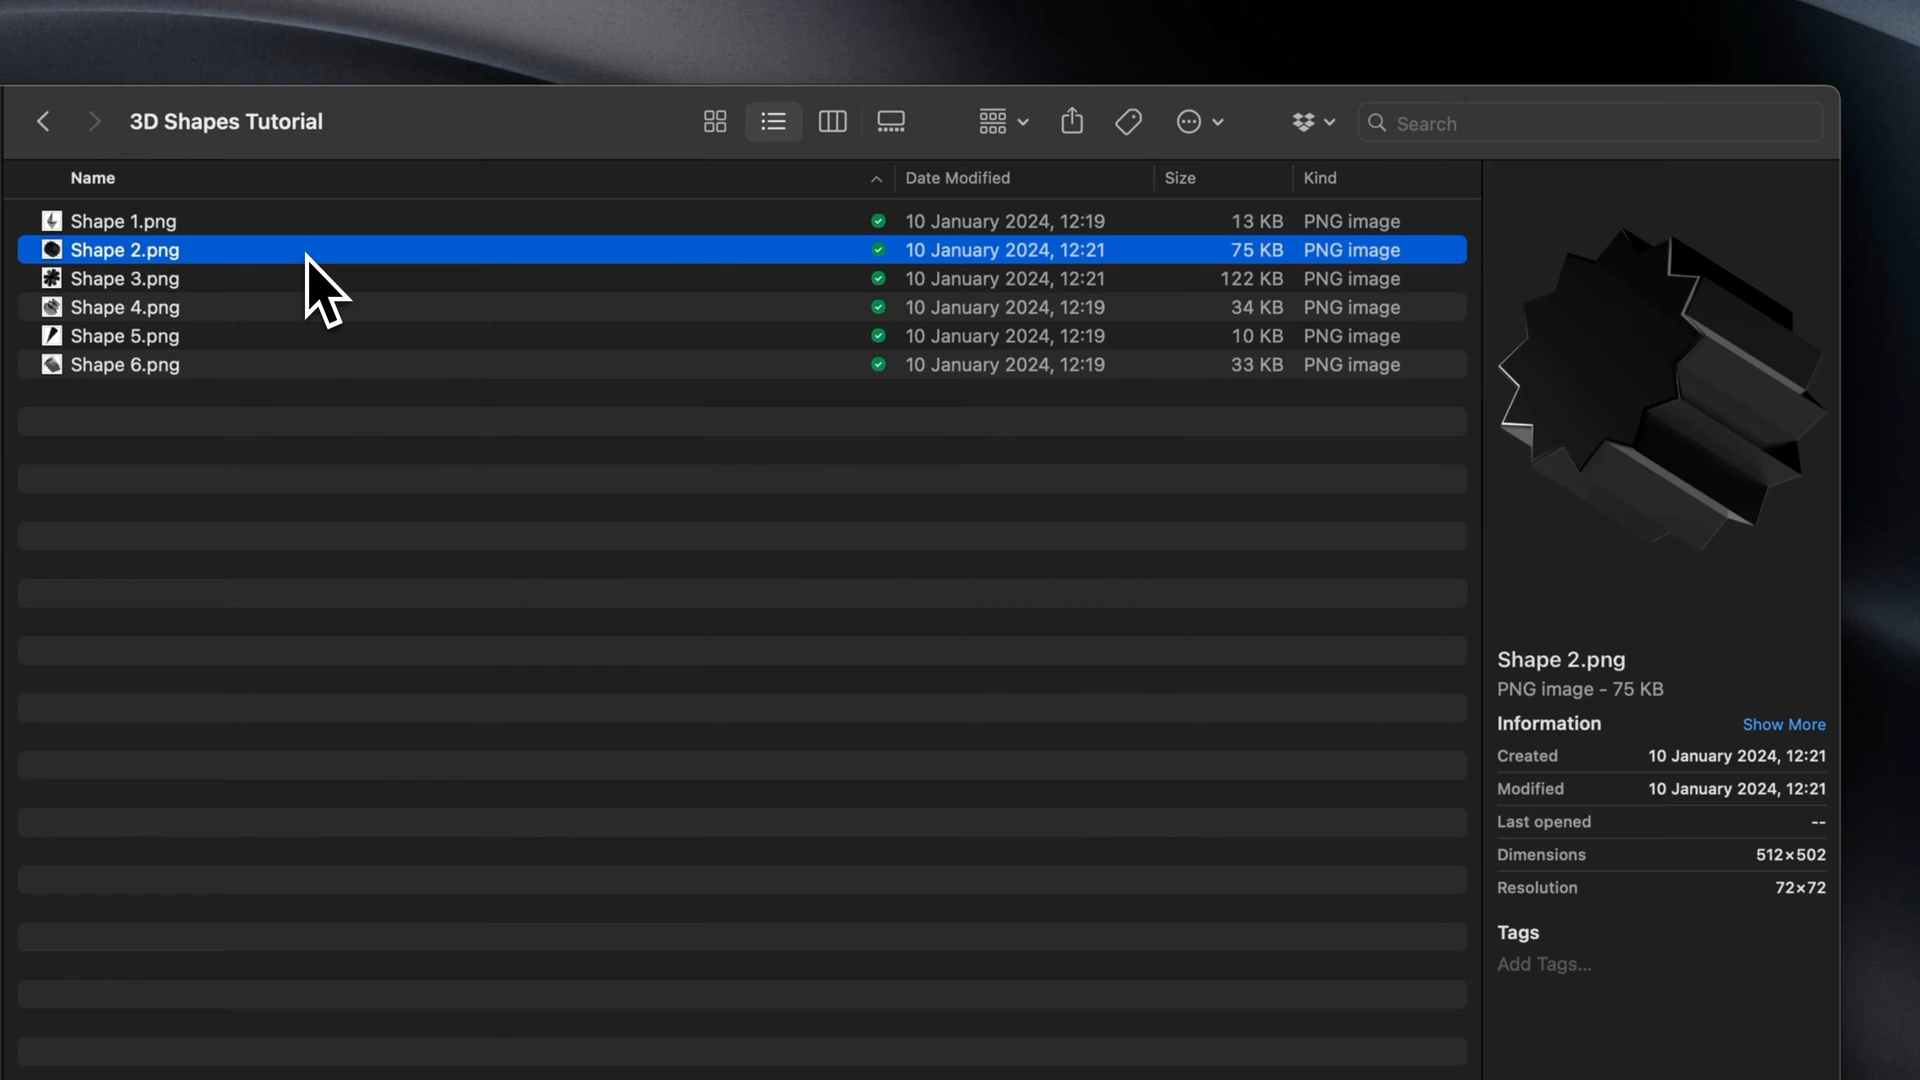 3D Shapes Tutorial
Search
Name Date Modified Size Kind
Shape 1.png 10 January 2024, 12:19 13 KB PNG image
Shape 2.png 10 January 2024, 12:21 75 KB PNG image
Shape 3.png 10 January 2024, 12:21 122 KB PNG image
Shape 4.png 10 January 2024, 12:19 34 KB PNG image
Shape 5.png 10 January 2024, 12:19 10 KB PNG image
Shape 6.png 10 January 2024, 12:19 33 KB PNG image
Shape 2.png
PNG image - 75 KB
Information Show More
Created 10 January 2024, 12:21
Modified 10 January 2024, 12:21
Last opened --
Dimensions 512×502
Resolution 72×72
Tags
Add Tags...